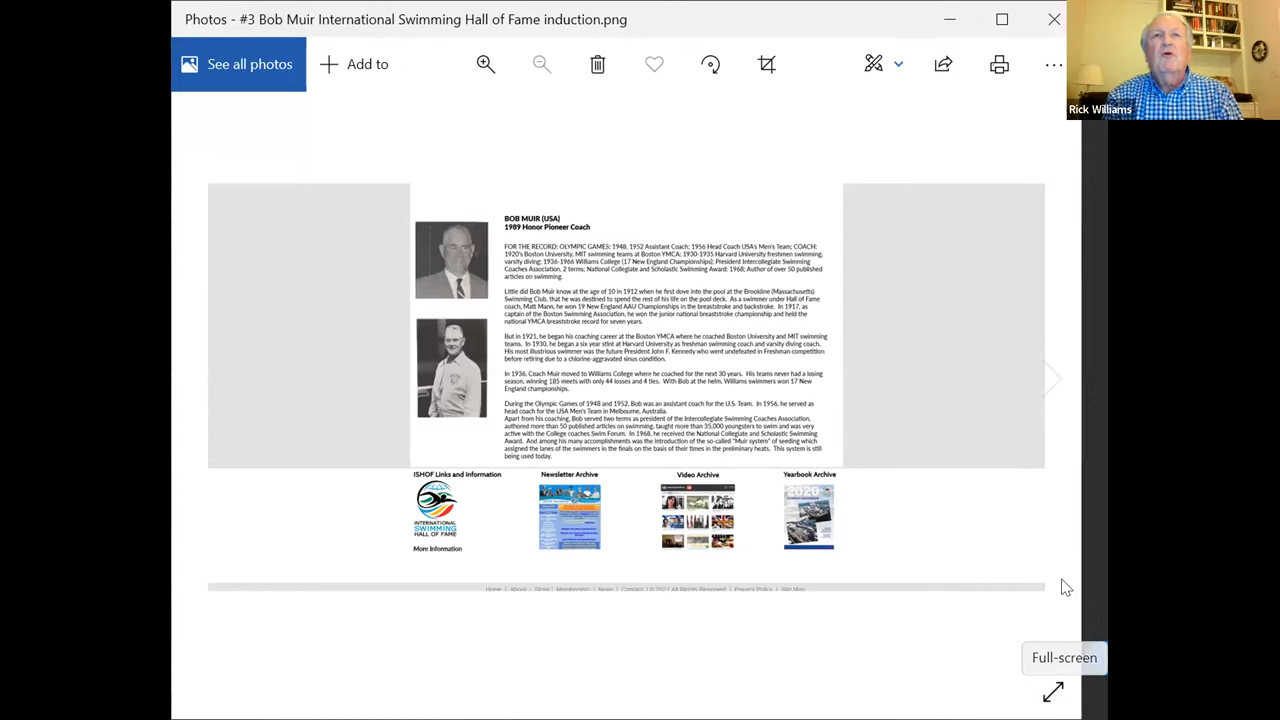 Photos - #3 Bob Muir International Swimming Hall of Fame induction.png
See all photos
Add to
Rick Williams
BOB MUIR (USA)
1989 Honor Pioneer Coach
FOR THE RECORD: OLYMPIC GAMES: 1948, 1952 Assistant Coach; 1956 Head Coach USA's Men's Team; COACH:
1920's Boston University, MIT swimming teams at Boston YMCA; 1930-1935 Harvard University freshmen swimming,
varsity diving; 1936-1966 Williams College (17 New England Championships); President Intercollegiate Swimming
Coaches Association, 2 terms; National Collegiate and Scholastic Swimming Award: 1968; Author of over 50 published
articles on swimming.
Little did Bob Muir know at the age of 10 in 1912 when he first dove into the pool at the Brookline (Massachusetts)
Swimming Club, that he was destined to spend the rest of his life on the pool deck. As a swimmer under Hall of Fame
coach, Matt Mann, he won 19 New England AAU Championships in the breaststroke and backstroke. In 1917, as
captain of the Boston Swimming Association, he won the junior national breaststroke championship and held the
national YMCA breaststroke record for seven years.
But in 1921, he began his coaching career at the Boston YMCA where he coached Boston University and MIT swimming
teams. In 1930, he began a six year stint at Harvard University as freshman swimming coach and varsity diving coach.
His most illustrious swimmer was the future President John F. Kennedy who went undefeated in Freshman competition
before retiring due to a chlorine-aggravated sinus condition.
In 1936, Coach Muir moved to Williams College where he coached for the next 30 years. His teams never had a losing
season, winning 185 meets with only 44 losses and 4 ties. With Bob at the helm, Williams swimmers won 17 New
England championships.
During the Olympic Games of 1948 and 1952, Bob was an assistant coach for the U.S. Team. In 1956, he served as
head coach for the USA Men's Team in Melbourne, Australia.
Apart from his coaching, Bob served two terms as president of the Intercollegiate Swimming Coaches Association,
authored more than 50 published articles on swimming, taught more than 35,000 youngsters to swim and was very
active with the College coaches Swim Forum. In 1968, he received the National Collegiate and Scholastic Swimming
Award. And among his many accomplishments was the introduction of the so-called "Muir system" of seeding which
assigned the lanes of the swimmers in the finals on the basis of their times in the preliminary heats. This system is still
being used today.
ISHOF Links and Information
Newsletter Archive
Video Archive
Yearbook Archive
INTERNATIONAL
SWIMMING
HALL OF FAME
2020
More Information
Home | About | Store | Membership | News | Contact | © 2021 All Rights Reserved | Privacy Policy | Site Map
Full-screen